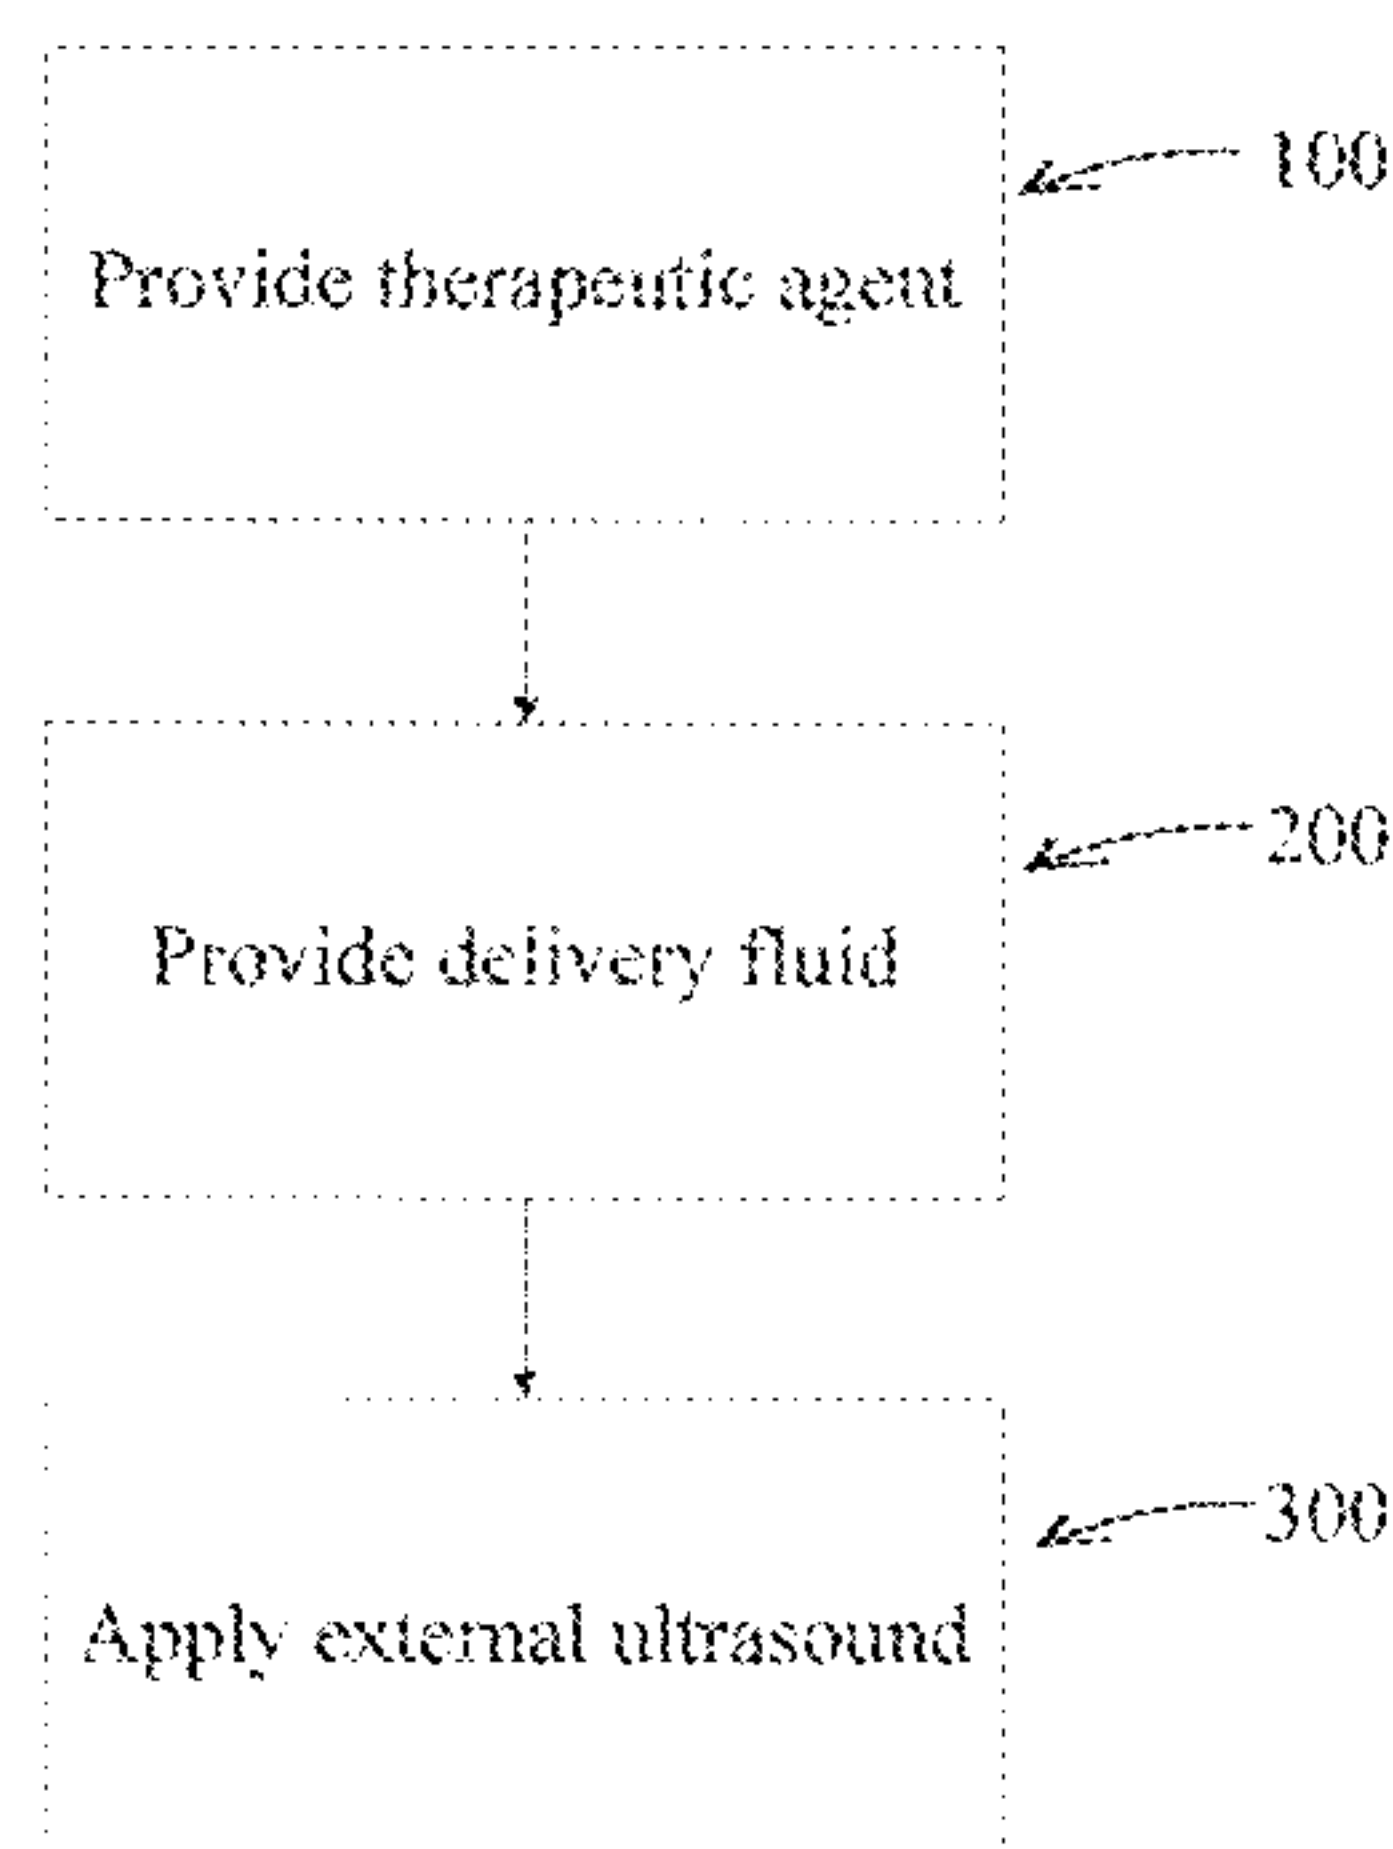 100
Provide therapeutic agent
200
Provide delivery fluid
300
Apply external ultrasound